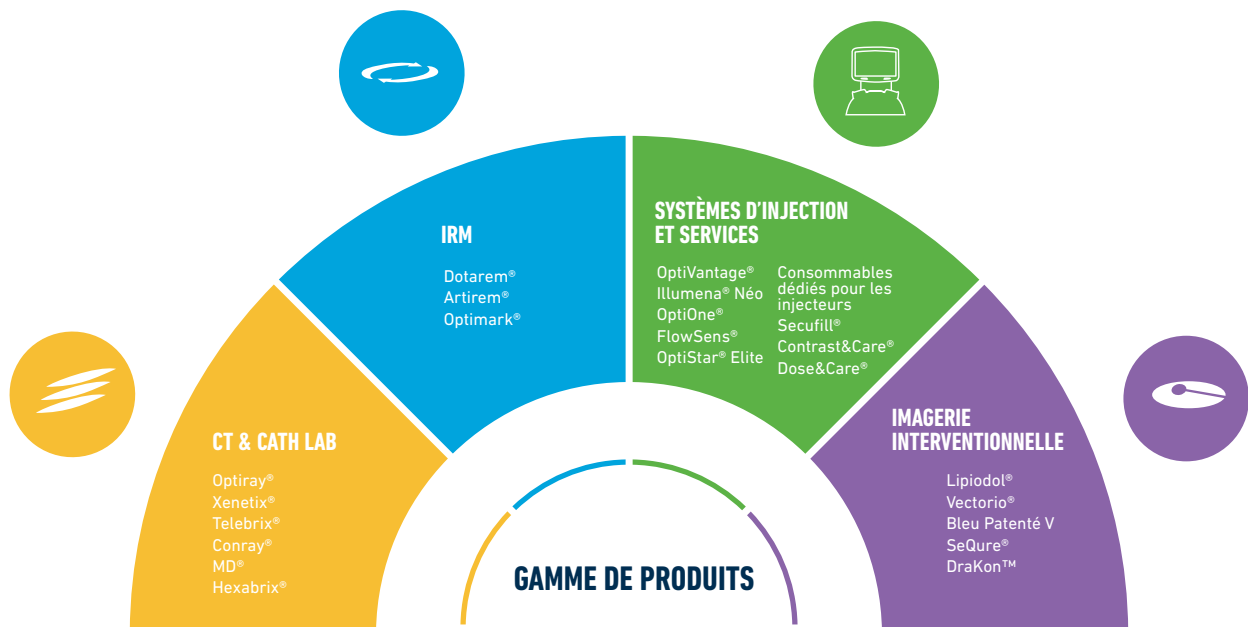 IRM
Dotarem®
Artirem®
Optimark®
SYSTÈMES D'INJECTION
ET SERVICES
OptiVantage®
Illumena® Néo
OptiOne®
FlowSens®
OptiStar® Elite
Consommables
dédiés pour les
injecteurs
Secufill®
Contrast&Care®
Dose&Care®
CT & CATH LAB
Optiray®
Xenetix®
Telebrix®
Conray®
MD®
Hexabrix®
IMAGERIE
INTERVENTIONNELLE
Lipiodol®
Vectorio®
Bleu Patenté V
SeQure®
DraKon™
GAMME DE PRODUITS